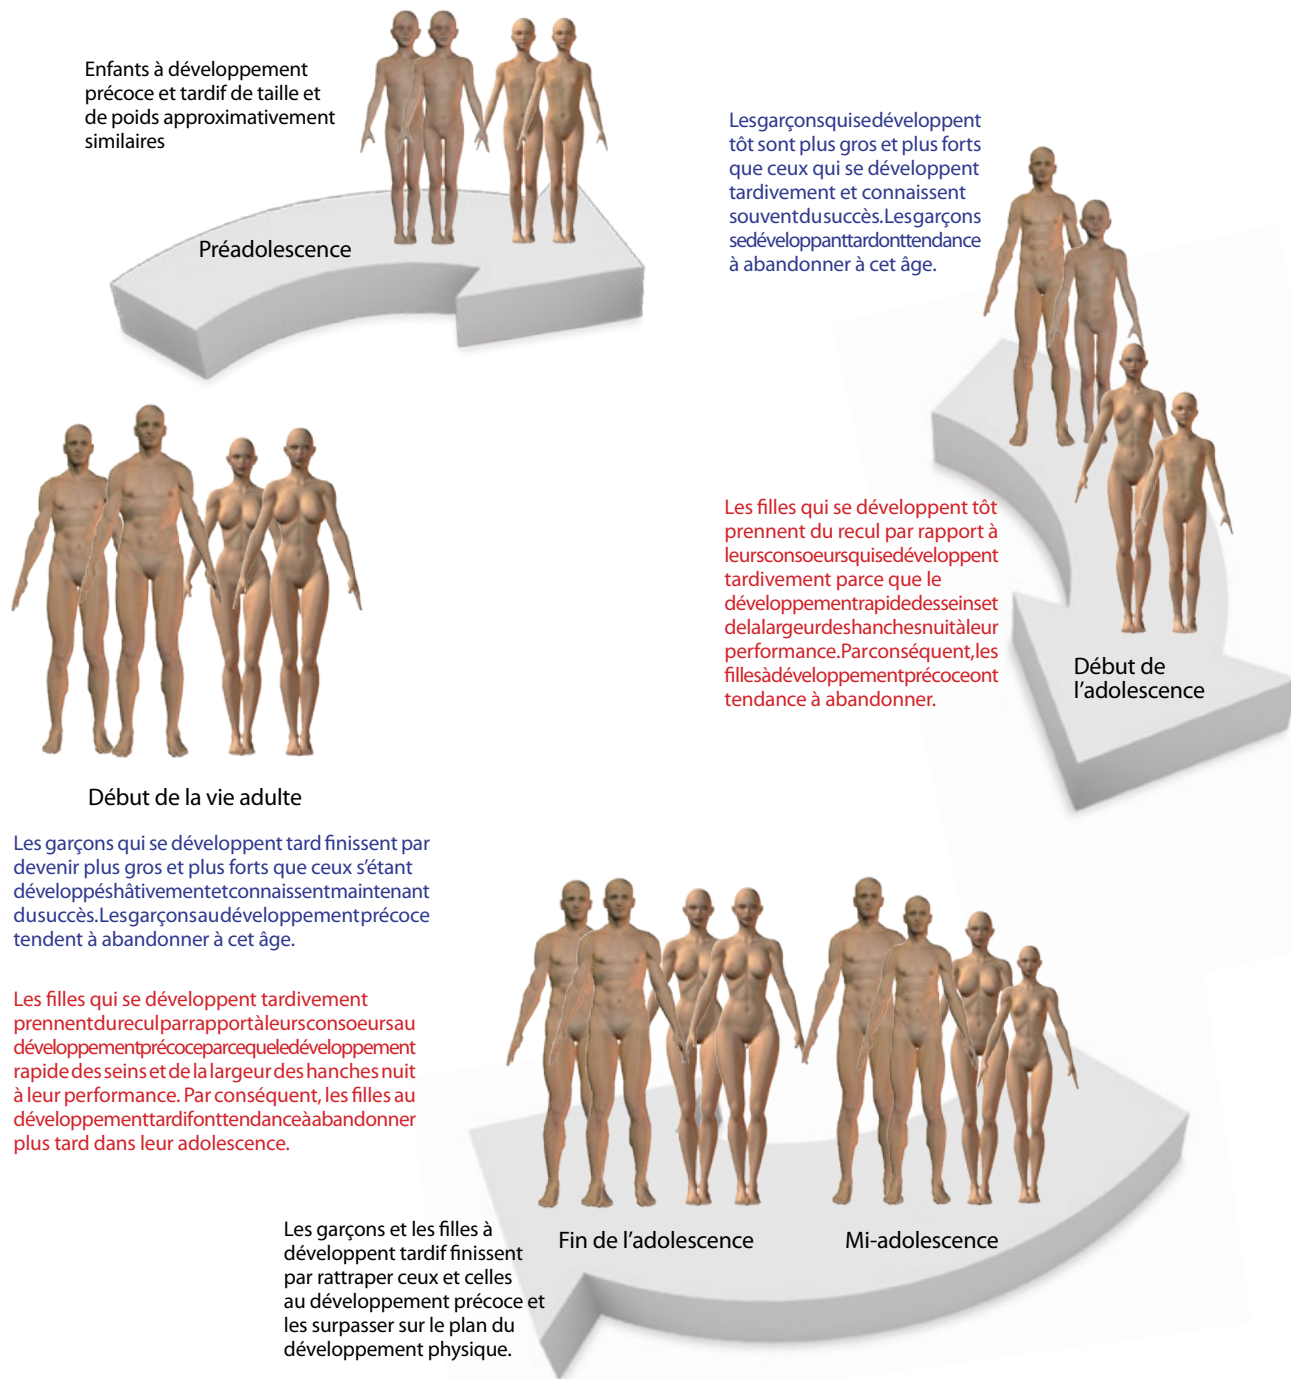 Enfants à développement
précoce et tardif de taille et
de poids approximativement
similaires
Préadolescence
Lesgarçonsquisedéveloppent
tôt sont plus gros et plus forts
que ceux qui se développent
tardivement et connaissent
souventdusuccès.Lesgarçons
sedéveloppanttardonttendance
à abandonner à cet âge.
Les filles qui se développent tôt
prennent du recul par rapport à
leursconsoeursquisedéveloppent
tardivement parce que le
développementrapidedesseinset
delalargeurdeshanchesnuitàleur
performance.Parconséquent,les
fillesàdéveloppementprécoceont
tendance à abandonner.
Début de
l’adolescence
Début de la vie adulte
Les garçons qui se développent tard finissent par
devenir plus gros et plus forts que ceux s’étant
développéshâtivementetconnaissentmaintenant
dusuccès.Lesgarçonsaudéveloppementprécoce
tendent à abandonner à cet âge.
Les filles qui se développent tardivement
prennentdureculparrapportàleursconsoeursau
développementprécoceparcequeledéveloppement
rapide des seins et de la largeur des hanches nuit
à leur performance. Par conséquent, les filles au
développementtardifonttendanceàabandonner
plus tard dans leur adolescence.
Les garçons et les filles à
développent tardif finissent
par rattraper ceux et celles
au développement précoce et
les surpasser sur le plan du
développement physique.
Fin de l’adolescence
Mi-adolescence